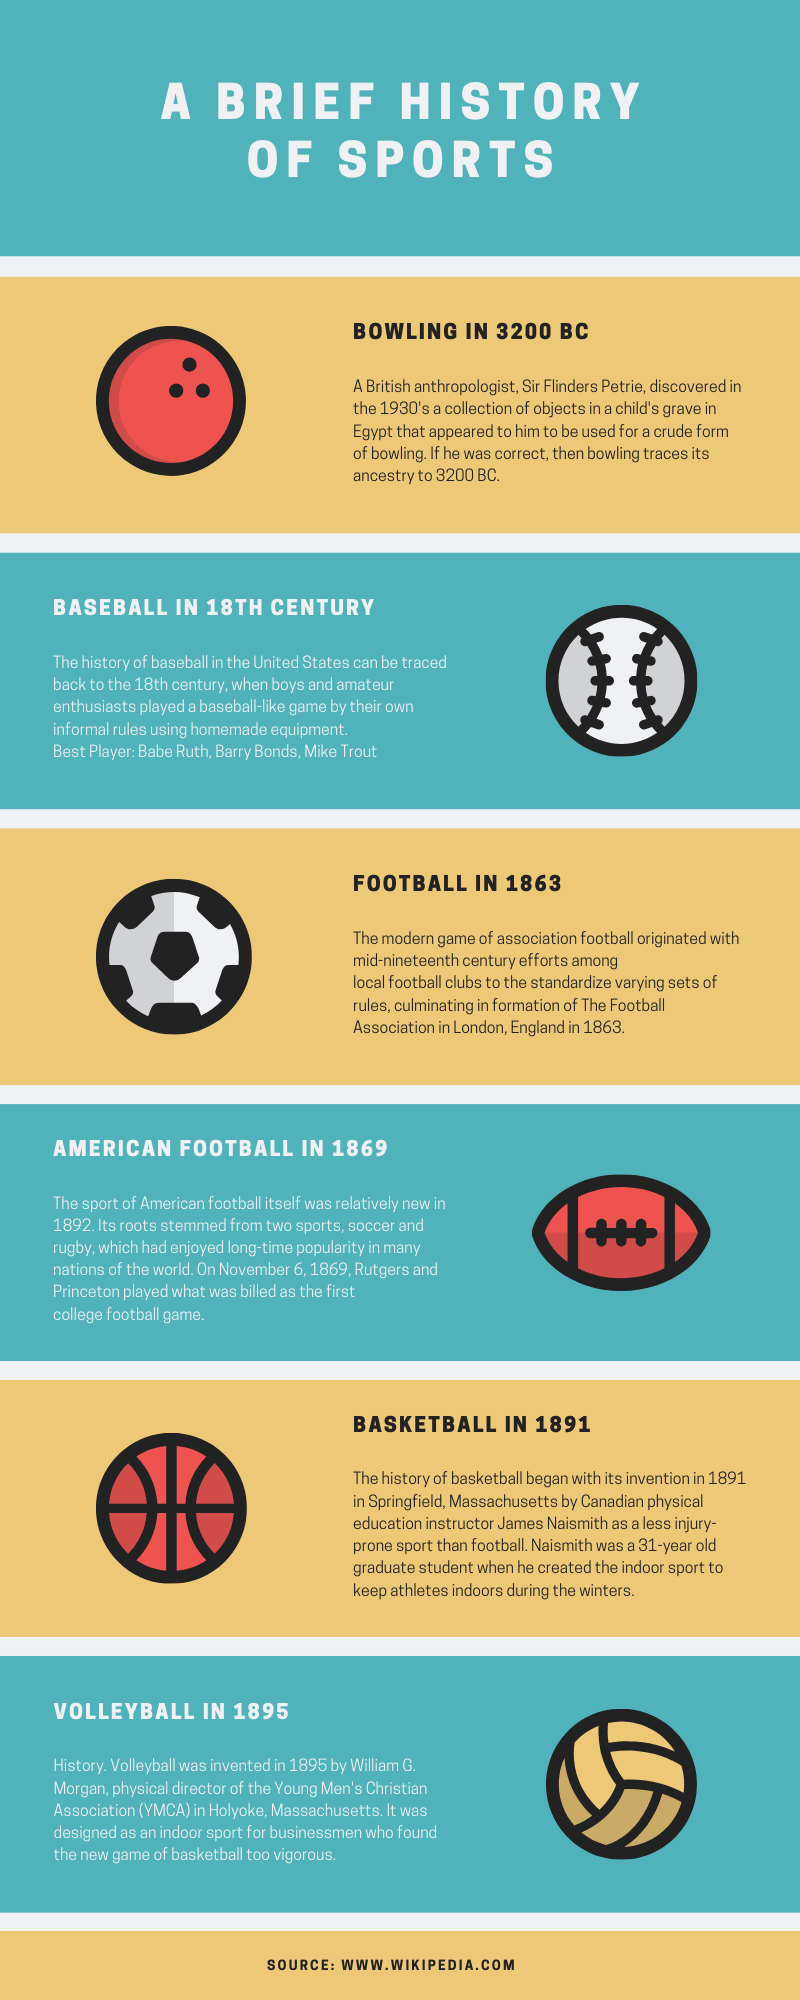 A BRIEF HISTORY
OF SPORTS
BOWLING IN 3200 BC
A British anthropologist, Sir Flinders Petrie, discovered in
the 1930's a collection of objects in a child's grave in
Egypt that appeared to him to be used for a crude form
of bowling. If he was correct, then bowling traces its
ancestry to 3200 BC.
BASEBALL IN 18TH CENTURY
The history of baseball in the United States can be traced
back to the 18th century, when boys and amateur
enthusiasts played a baseball-like game by their own
informal rules using homemade equipment.
Best Player: Babe Ruth, Barry Bonds, Mike Trout
FOOTBALL IN 1863
The modern game of association football originated with
mid-nineteenth century efforts among
local football clubs to the standardize varying sets of
rules, culminating in formation of The Football
Association in London, England in 1863.
AMERICAN FOOTBALL IN 1869
The sport of American football itself was relatively new in
1892. Its roots stemmed from two sports, soccer and
rugby, which had enjoyed long-time popularity in many
nations of the world. On November 6, 1869, Rutgers and
Princeton played what was billed as the first
college football game.
BASKETBALL IN 1891
The history of basketball began with its invention in 1891
in Springfield, Massachusetts by Canadian physical
education instructor James Naismith as a less injury-
prone sport than football. Naismith was a 31-year old
graduate student when he created the indoor sport to
keep athletes indoors during the winters.
VOLLEYBALL IN 1895
History. Volleyball was invented in 1895 by William G.
Morgan, physical director of the Young Men's Christian
Association (YMCA) in Holyoke, Massachusetts. It was
designed as an indoor sport for businessmen who found
the new game of basketball too vigorous.
SOURCE: WWW.WIKIPEDIA.COM